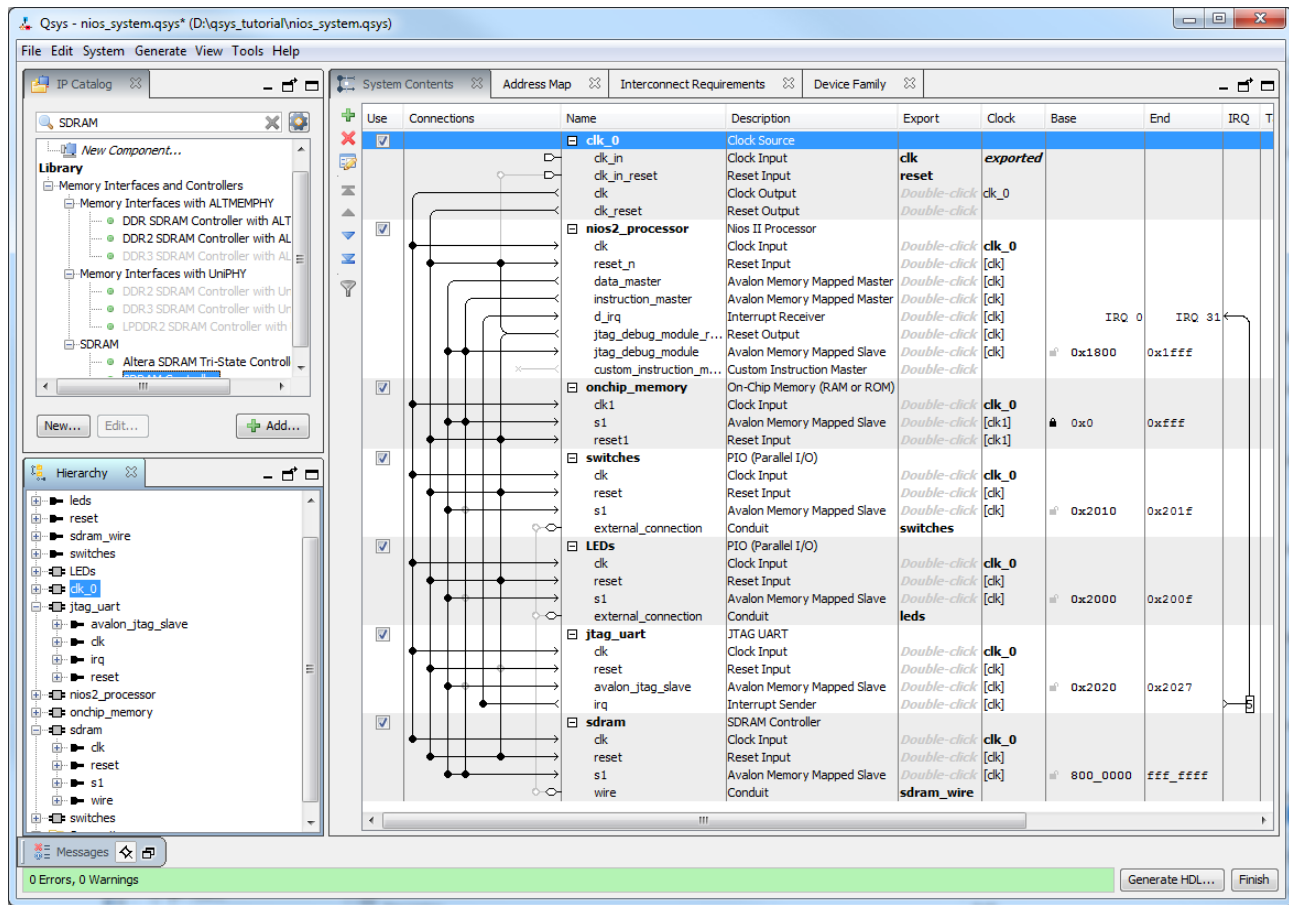 Qsys - nios_system.qsys* (D:\qsys_tutorial\nios_system.qsys)
File Edit System Generate View Tools Help
IP Catalog
SDRAM
New Component...
Library
Memory Interfaces and Controllers
Memory Interfaces with ALTMEMPHY
DDR SDRAM Controller with ALT
DDR2 SDRAM Controller with AL
DDR3 SDRAM Controller with AL
Memory Interfaces with UniPHY
DDR2 SDRAM Controller with Un
DDR3 SDRAM Controller with Un
LPDDR2 SDRAM Controller with
SDRAM
Altera SDRAM Tri-State Controll
New... Edit... Add...
Hierarchy
leds
reset
sdram_wire
switches
LEDs
clk_0
jtag_uart
avalon_jtag_slave
clk
irq
reset
nios2_processor
onchip_memory
sdram
clk
reset
s1
wire
switches
System Contents Address Map Interconnect Requirements Device Family
Use Connections Name Description Export Clock Base End IRQ T
clk_0 Clock Source
clk_in Clock Input clk exported
clk_in_reset Reset Input reset
clk Clock Output Double-click clk_0
clk_reset Reset Output Double-click
nios2_processor Nios II Processor
clk Clock Input Double-click clk_0
reset_n Reset Input Double-click [clk]
data_master Avalon Memory Mapped Master Double-click [clk]
instruction_master Avalon Memory Mapped Master Double-click [clk]
d_irq Interrupt Receiver Double-click [clk] IRQ 0 IRQ 31
jtag_debug_module_r... Reset Output Double-click [clk]
jtag_debug_module Avalon Memory Mapped Slave Double-click [clk] 0x1800 0x1fff
custom_instruction_m... Custom Instruction Master Double-click
onchip_memory On-Chip Memory (RAM or ROM)
clk1 Clock Input Double-click clk_0
s1 Avalon Memory Mapped Slave Double-click [clk1] 0x0 0xfff
reset1 Reset Input Double-click [clk1]
switches PIO (Parallel I/O)
clk Clock Input Double-click clk_0
reset Reset Input Double-click [clk]
s1 Avalon Memory Mapped Slave Double-click [clk] 0x2010 0x201f
external_connection Conduit switches
LEDs PIO (Parallel I/O)
clk Clock Input Double-click clk_0
reset Reset Input Double-click [clk]
s1 Avalon Memory Mapped Slave Double-click [clk] 0x2000 0x200f
external_connection Conduit leds
jtag_uart JTAG UART
clk Clock Input Double-click clk_0
reset Reset Input Double-click [clk]
avalon_jtag_slave Avalon Memory Mapped Slave Double-click [clk] 0x2020 0x2027
irq Interrupt Sender Double-click [clk] 5
sdram SDRAM Controller
clk Clock Input Double-click clk_0
reset Reset Input Double-click [clk]
s1 Avalon Memory Mapped Slave Double-click [clk] 800_0000 fff_ffff
wire Conduit sdram_wire
Messages
0 Errors, 0 Warnings
Generate HDL... Finish